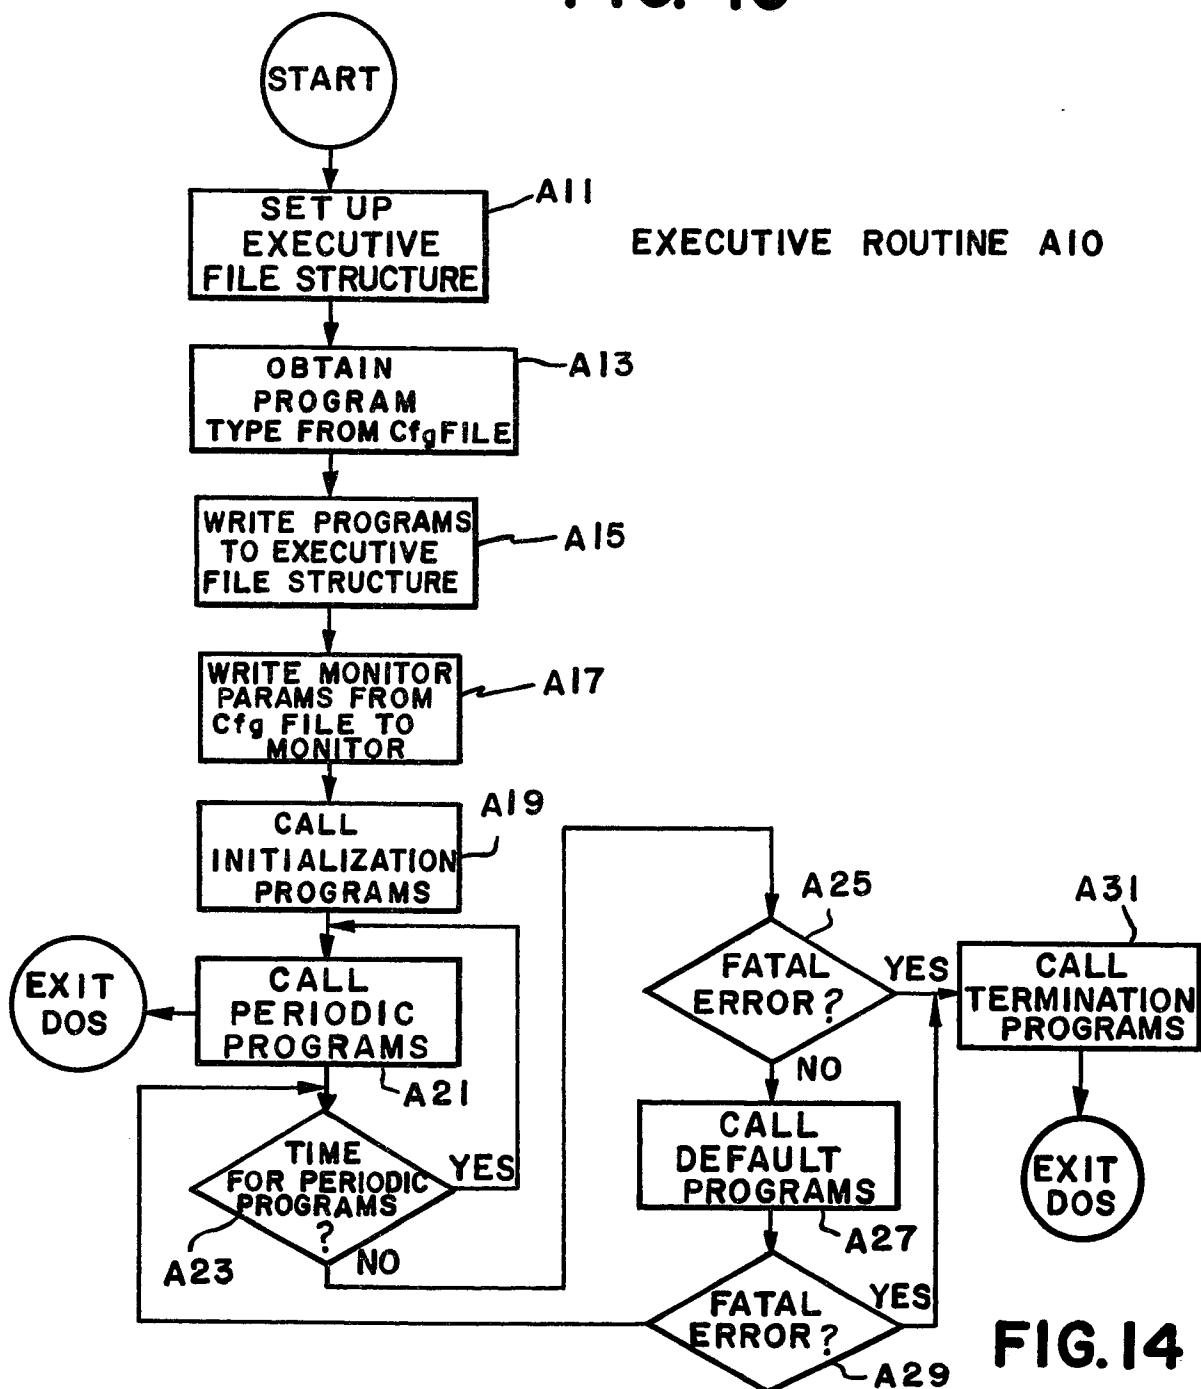 START
A11
SET UP
EXECUTIVE
FILE STRUCTURE
EXECUTIVE ROUTINE A10
A13
OBTAIN
PROGRAM
TYPE FROM Cfg FILE
WRITE PROGRAMS
TO EXECUTIVE
FILE STRUCTURE
A15
WRITE MONITOR
PARAMS FROM
Cfg FILE TO
MONITOR
A17
A19
CALL
INITIALIZATION
PROGRAMS
EXIT
DOS
CALL
PERIODIC
PROGRAMS
A21
TIME
FOR PERIODIC
PROGRAMS
?
YES
NO
A23
A25
FATAL
ERROR?
YES
NO
A31
CALL
TERMINATION
PROGRAMS
CALL
DEFAULT
PROGRAMS
A27
EXIT
DOS
FATAL
ERROR?
YES
A29
FIG. 14